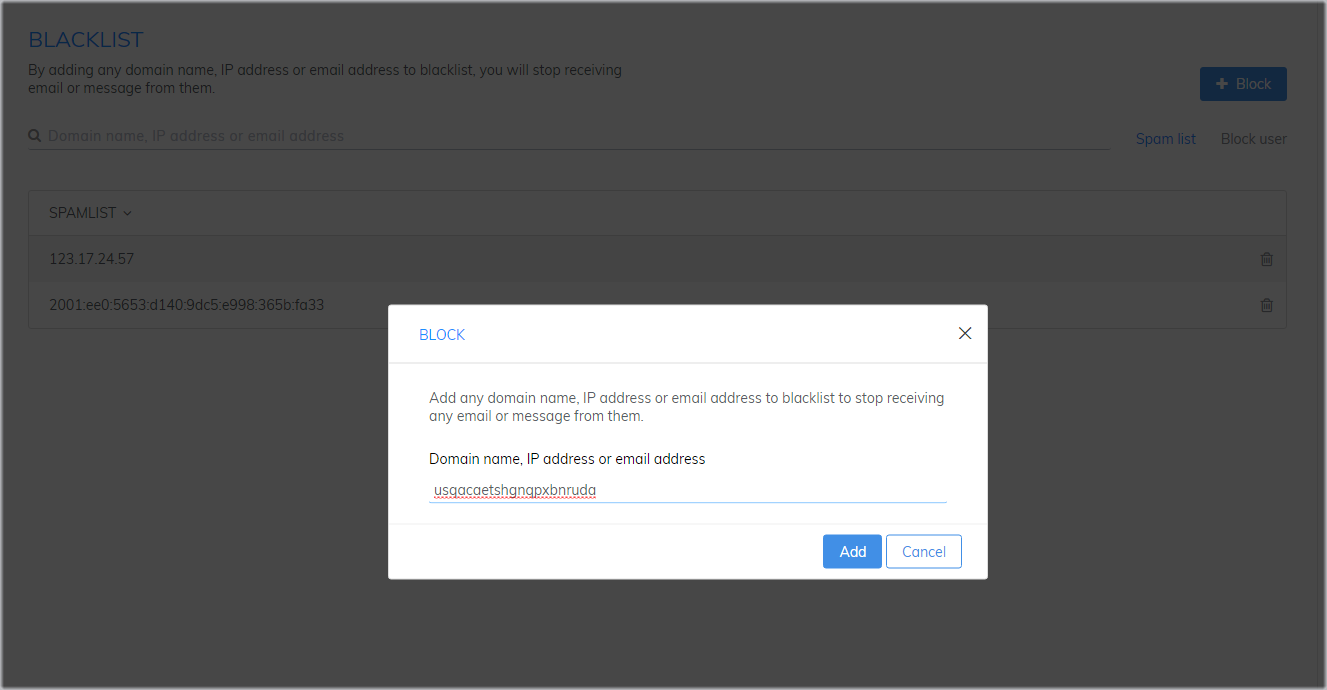 BLACKLIST
By adding any domain name, IP address or email address to blacklist, you will stop receiving
email or message from them.
Block
Domain name, IP address or email address
Spam list
Block user
SPAMLIST
123.17.24.57
2001:ee0:5653:d140:9dc5:e998:365b:fa33
BLOCK
Add any domain name, IP address or email address to blacklist to stop receiving
any email or message from them.
Domain name, IP address or email address
usqacaetshgnqpxbnruda
Add
Cancel